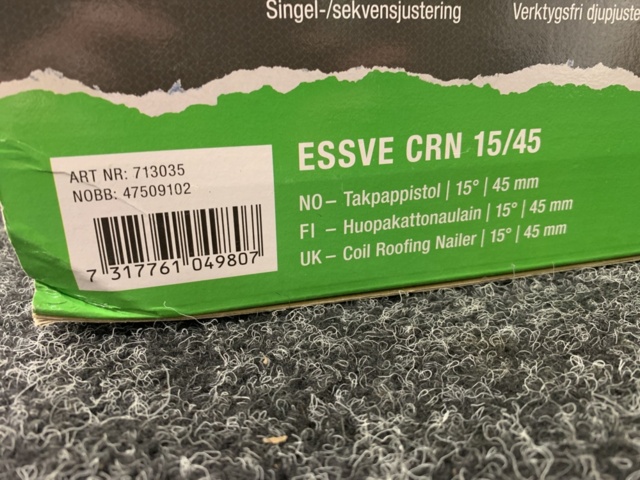 Singel-/sekvensjustering
Verktygsfri
ESSVE CRN 15/45
ART NR: 713035
NOBB: 47509102
7 317761 049807
NO – Takpappistol | 15° | 45 mm
FI – Huopakattonaulain | 15° | 45 mm
UK – Coil Roofing Nailer | 15° | 45 mm